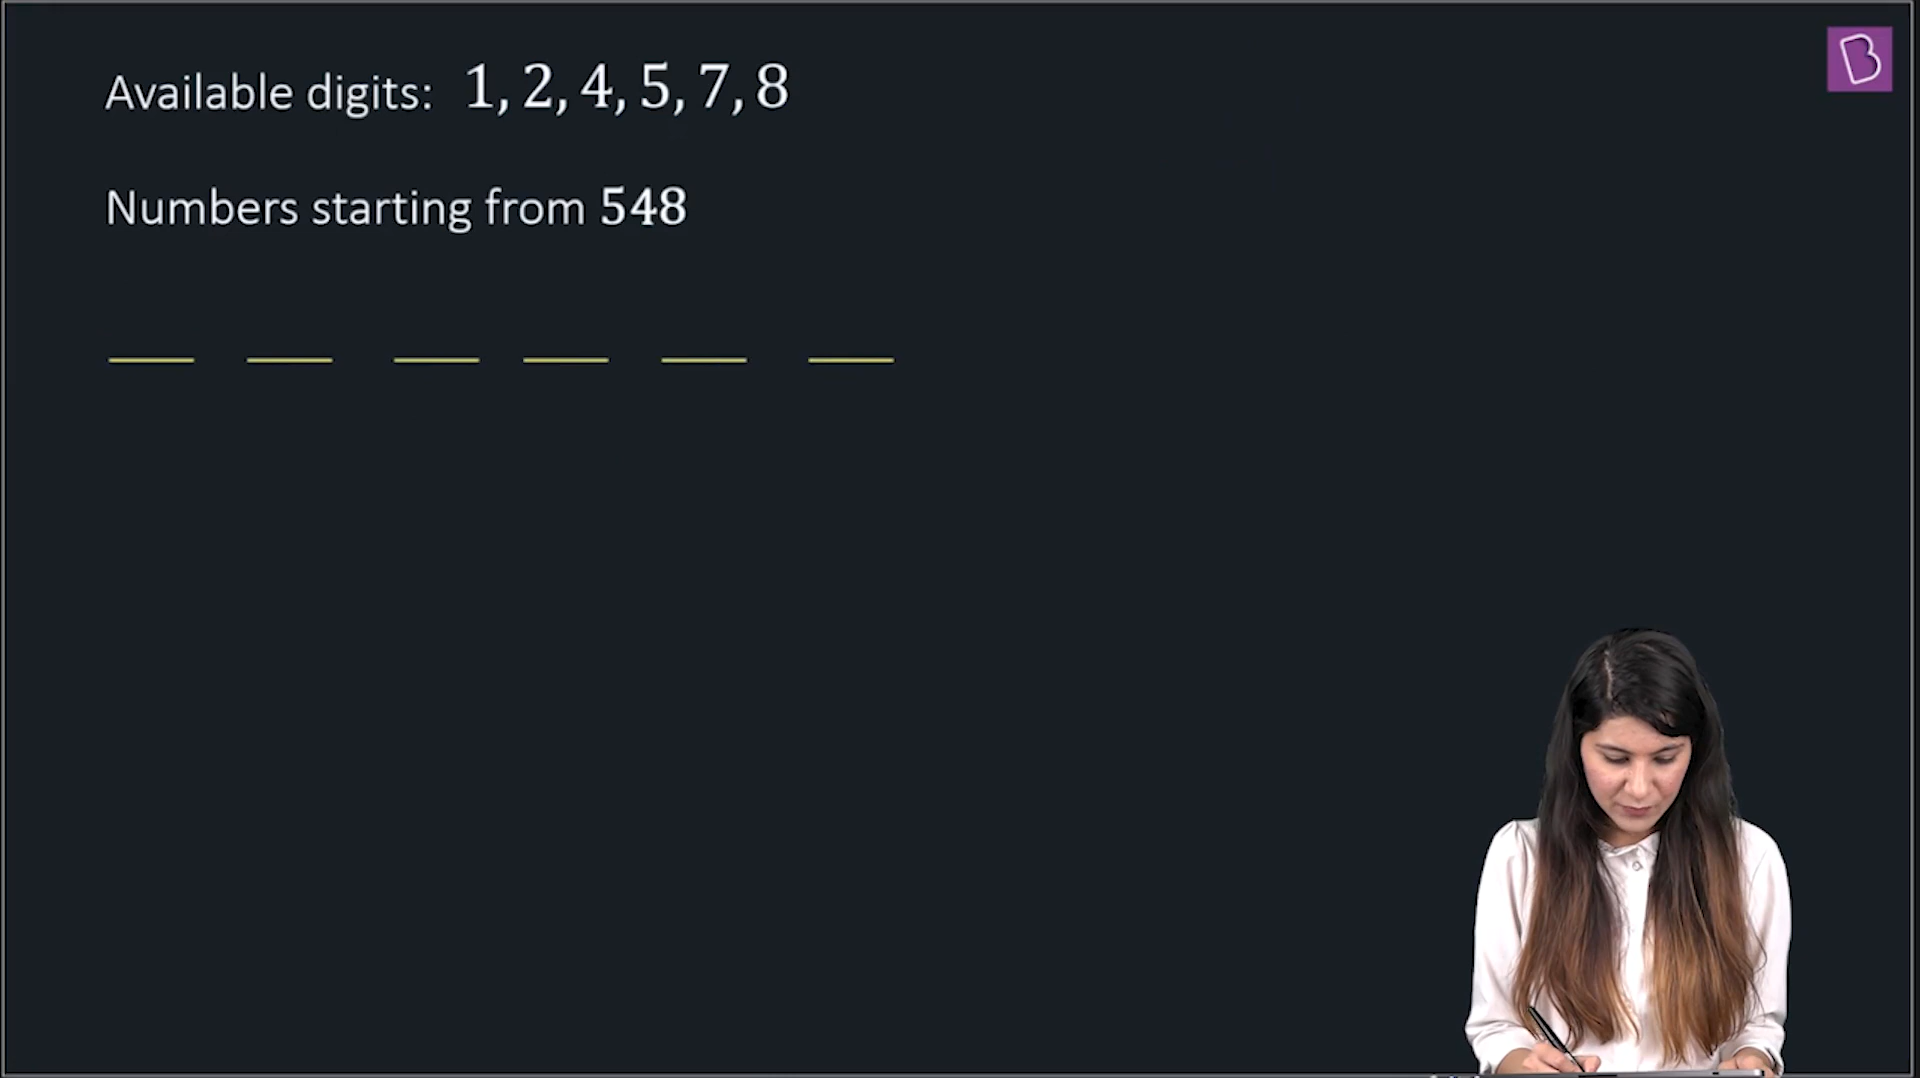 Available digits: 1, 2, 4, 5, 7, 8
B
Numbers starting from 548